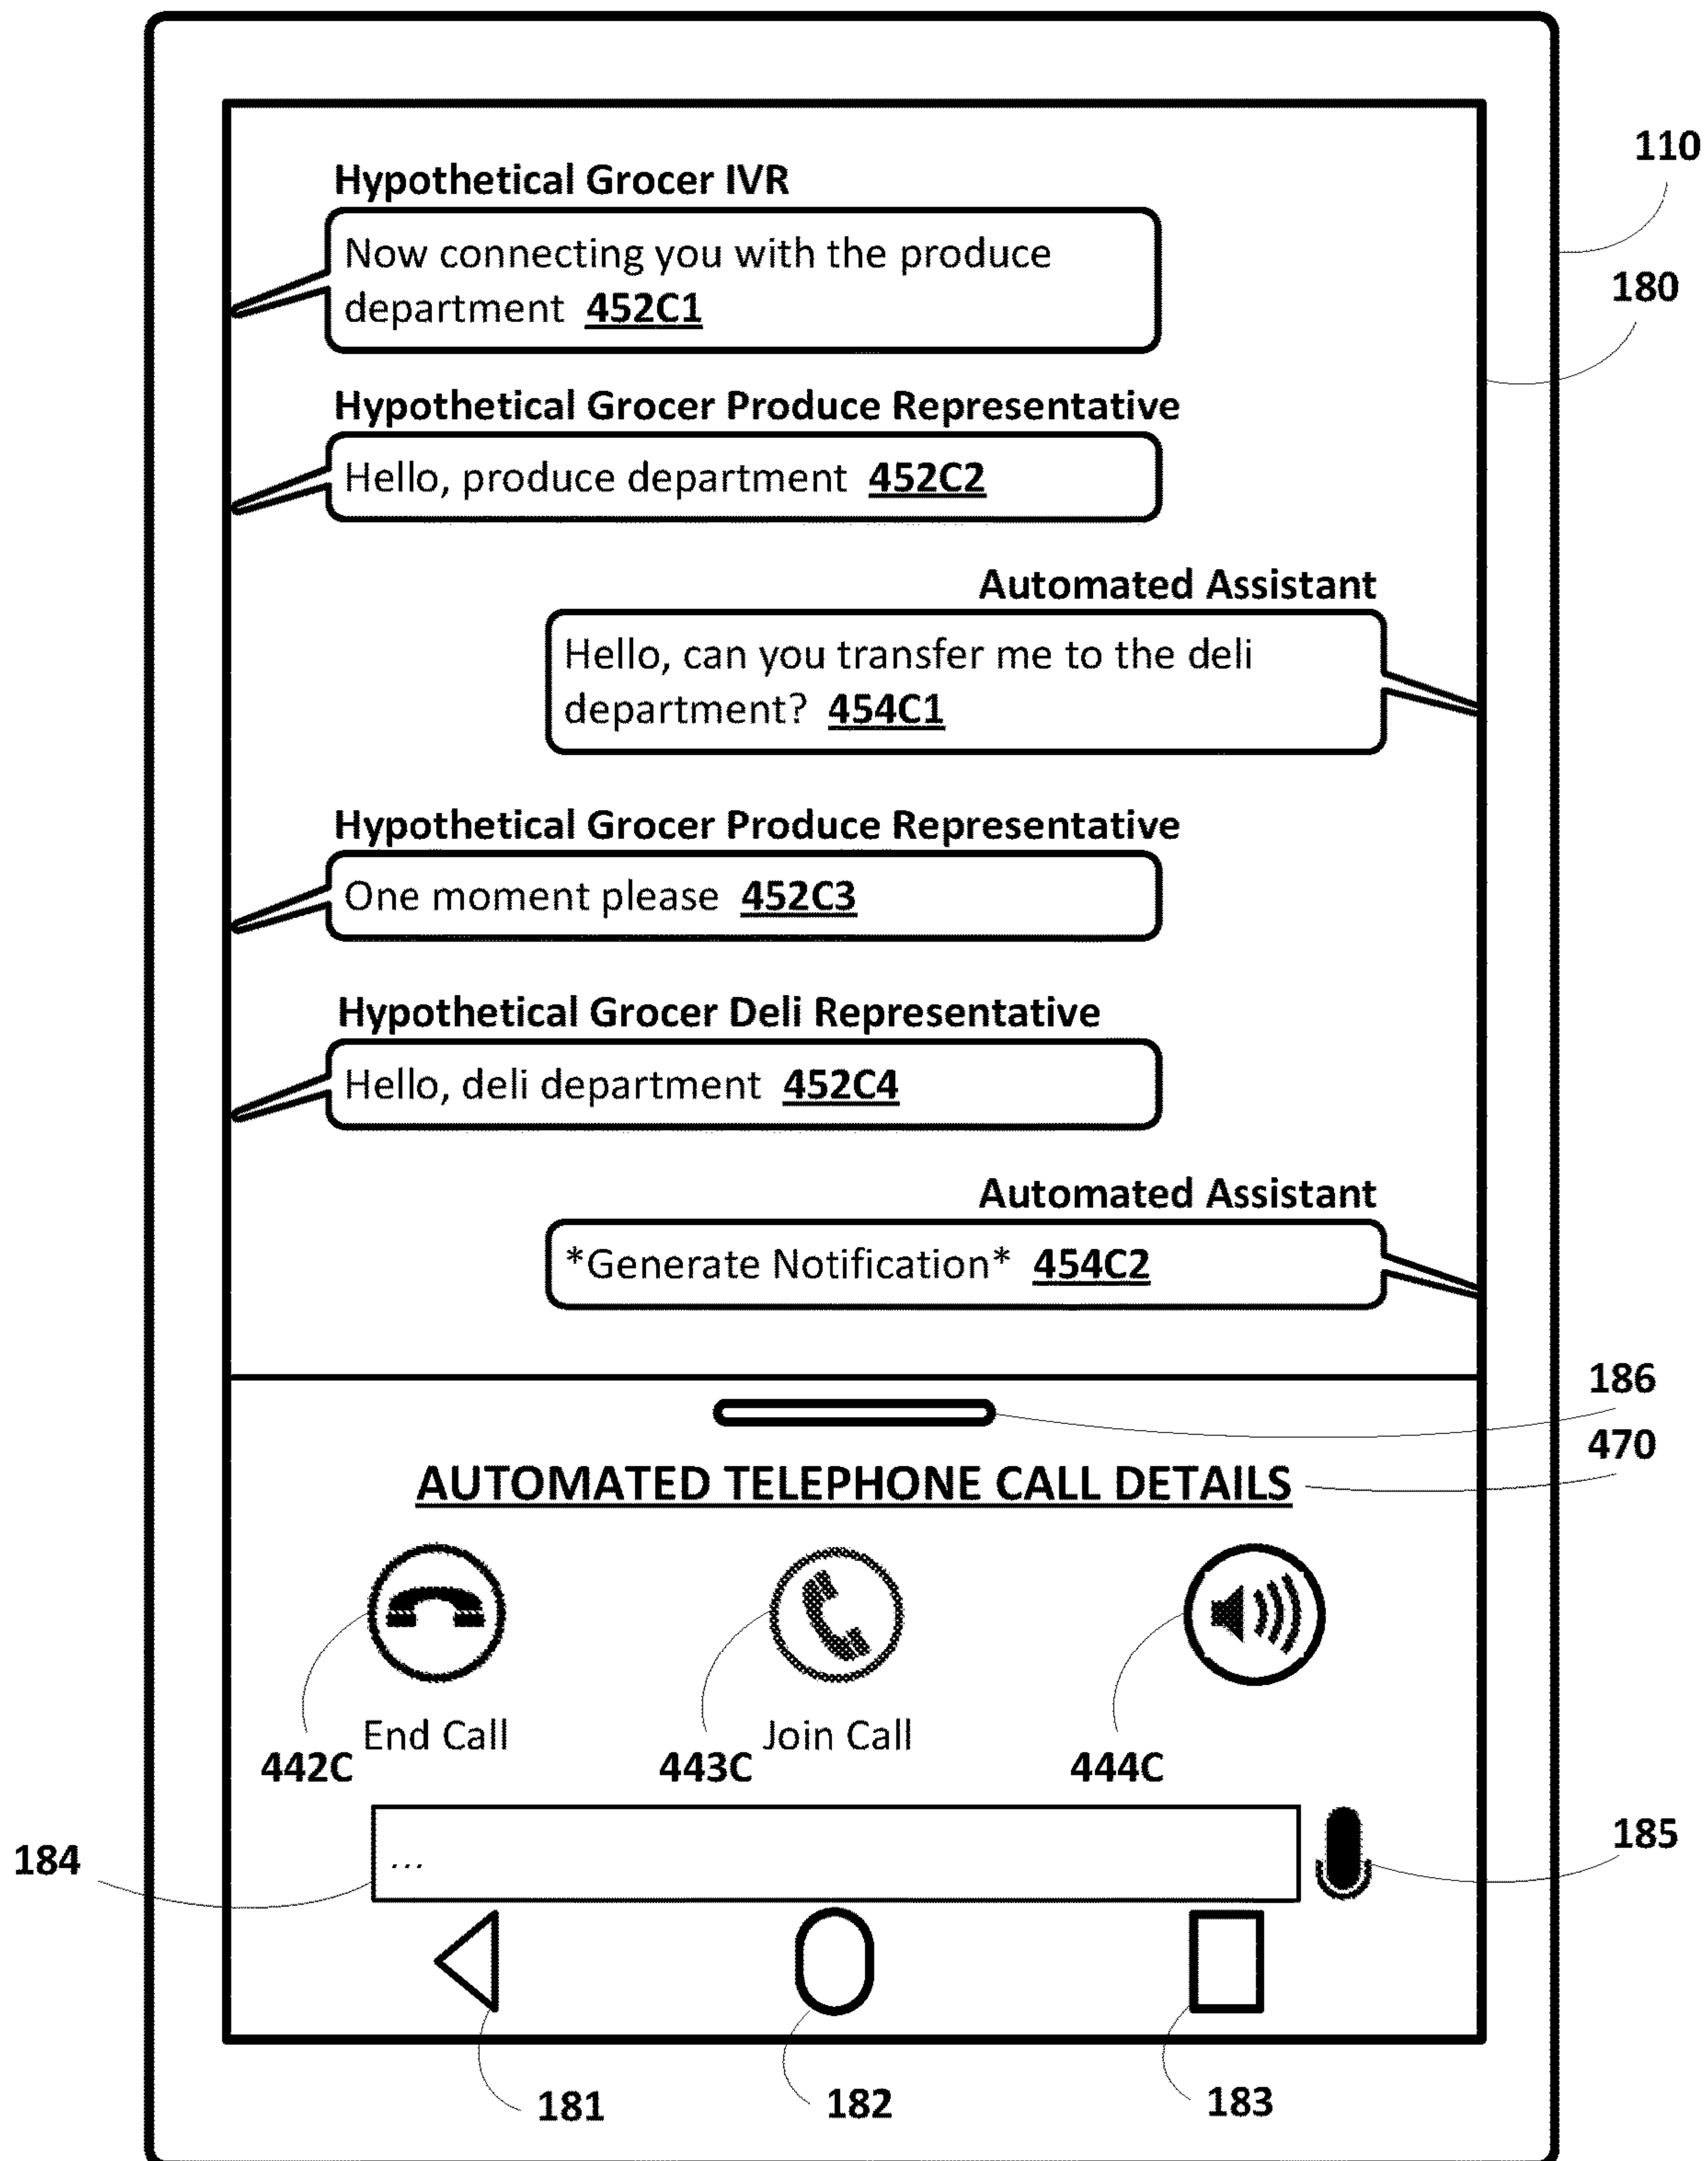 110
180
Hypothetical Grocer IVR
Now connecting you with the produce
department 452C1
Hypothetical Grocer Produce Representative
Hello, produce department 452C2
Automated Assistant
Hello, can you transfer me to the deli
department? 454C1
Hypothetical Grocer Produce Representative
One moment please 452C3
Hypothetical Grocer Deli Representative
Hello, deli department 452C4
Automated Assistant
*Generate Notification* 454C2
186
470
AUTOMATED TELEPHONE CALL DETAILS
End Call
Join Call
442C
443C
444C
...
184
185
181
182
183